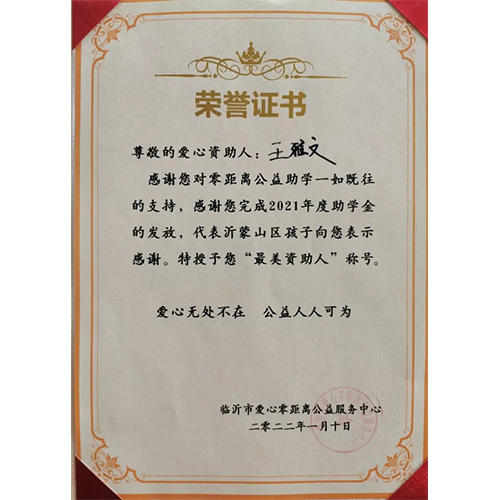 荣誉证书
尊敬的爱心资助人：王雅文
感谢您对零距离公益助学一如既往
的支持，感谢您完成2021年度助学金
的发放，代表沂蒙山区孩子向您表示
感谢。特授予您“最美资助人”称号。
爱心无处不在 公益人人可为
临沂市爱心零距离公益服务中心
二零二二年一月十日